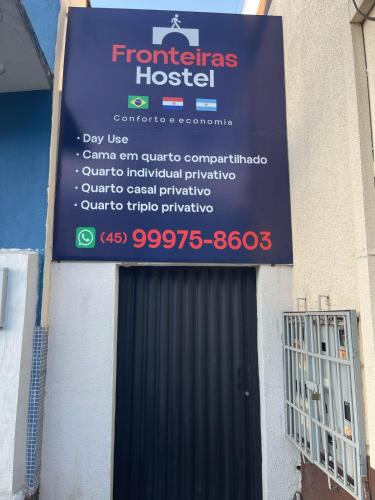 Fronteiras
Hostel
Conforto e economia
• Day Use
• Cama em quarto compartilhado
• Quarto individual privativo
• Quarto casal privativo
• Quarto triplo privativo
(45) 99975-8603